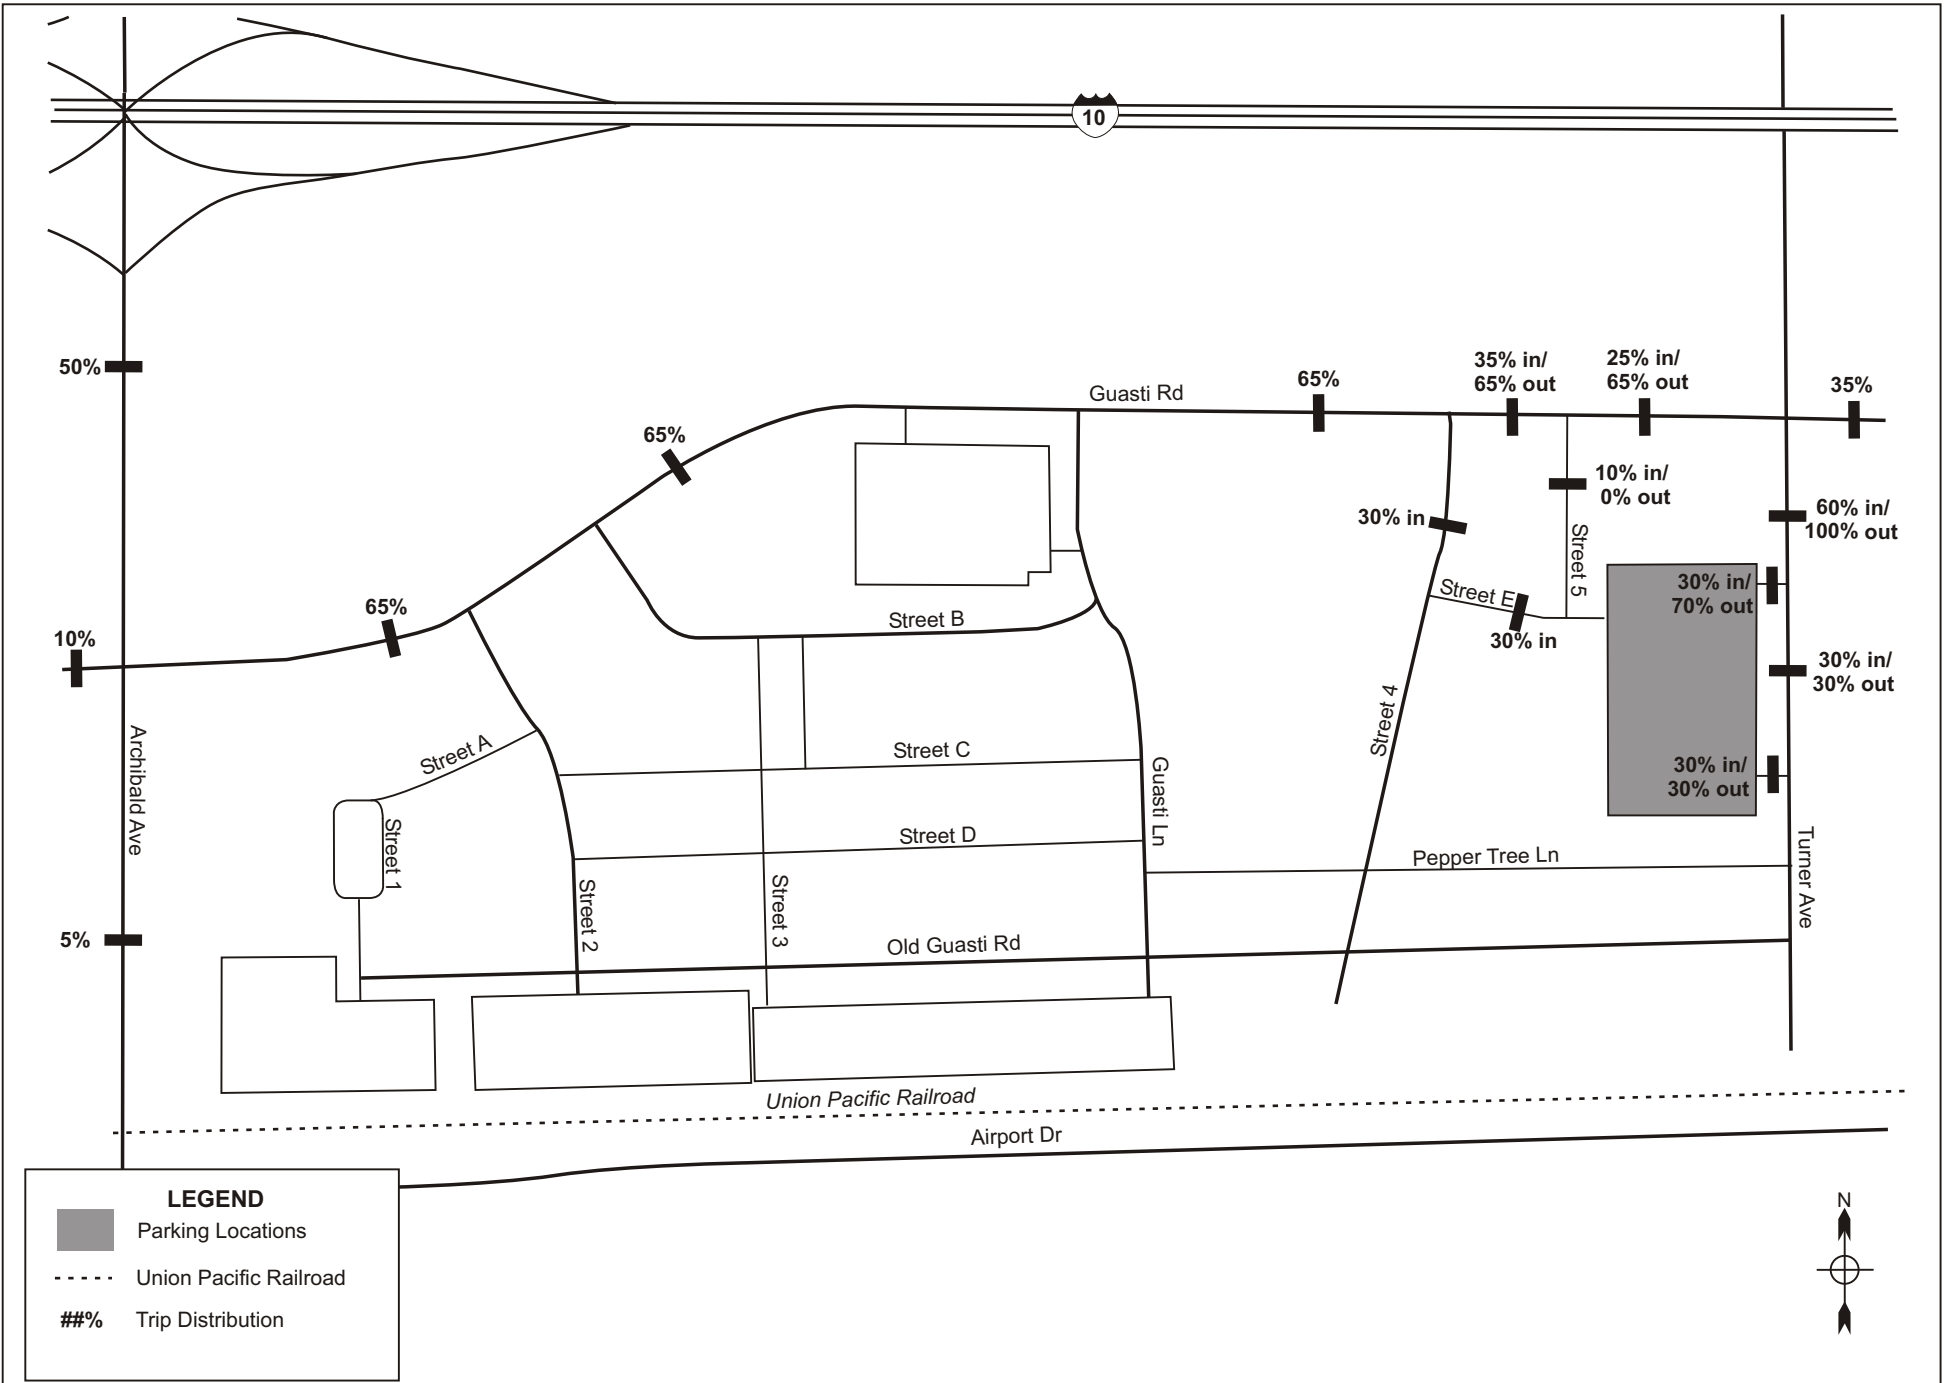 10
50%
35% in/
65% out
25% in/
65% out
65%
Guasti Rd
35%
65%
10% in/
0% out
30% in
60% in/
100% out
Street 5
Street E
30% in
30% in/
70% out
65%
10%
Street B
30% in/
30% out
Street 4
Archibald Ave
Street A
Street C
Guasti Ln
30% in/
30% out
Street 1
Street D
Pepper Tree Ln
Turner Ave
Street 2
Street 3
5%
Old Guasti Rd
Union Pacific Railroad
Airport Dr
LEGEND
Parking Locations
Union Pacific Railroad
##% Trip Distribution
N